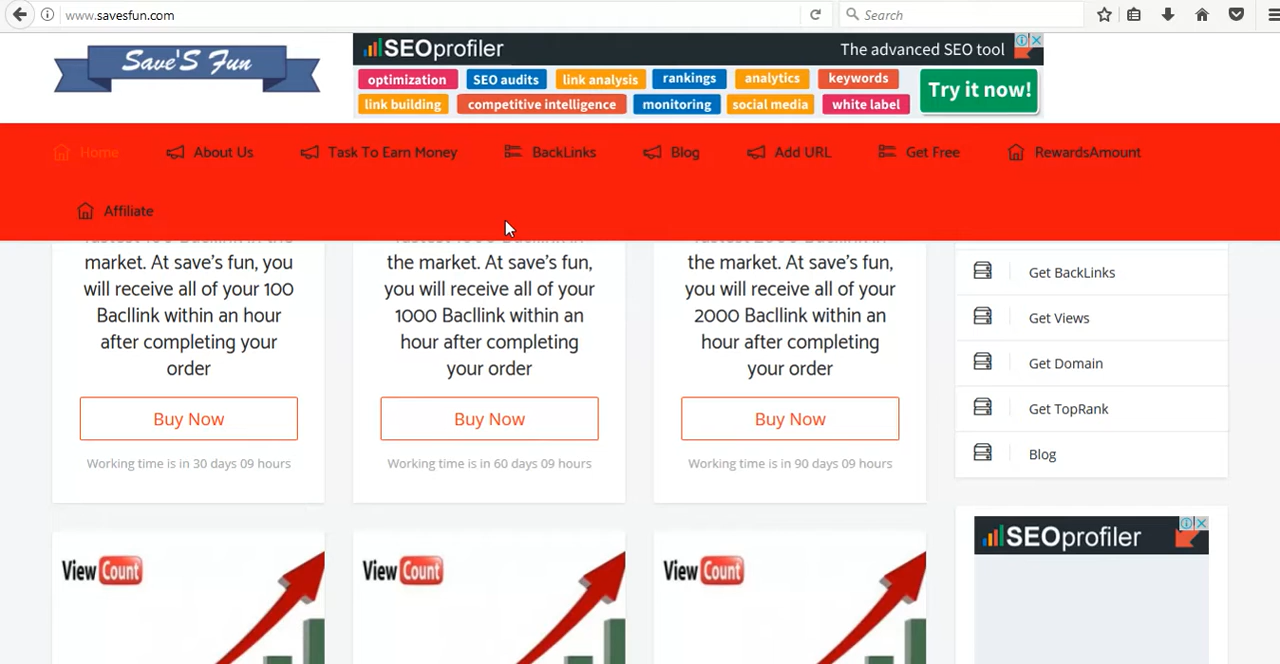 www.savesfun.com
Search
Save'S Fun
SEOprofiler
The advanced SEO tool
optimization SEO audits link analysis rankings analytics keywords
link building competitive intelligence monitoring social media white label
Try it now!
Home About Us Task To Earn Money BackLinks Blog Add URL Get Free RewardsAmount
Affiliate
the market. At save's fun,
you will receive all of your 100
Bacllink within an hour
after completing your
order
Buy Now
Working time is in 30 days 09 hours
the market. At save's fun,
you will receive all of your
1000 Bacllink within an
hour after completing
your order
Buy Now
Working time is in 60 days 09 hours
the market. At save's fun,
you will receive all of your
2000 Bacllink within an
hour after completing
your order
Buy Now
Working time is in 90 days 09 hours
Get BackLinks
Get Views
Get Domain
Get TopRank
Blog
SEOprofiler
View Count
View Count
View Count